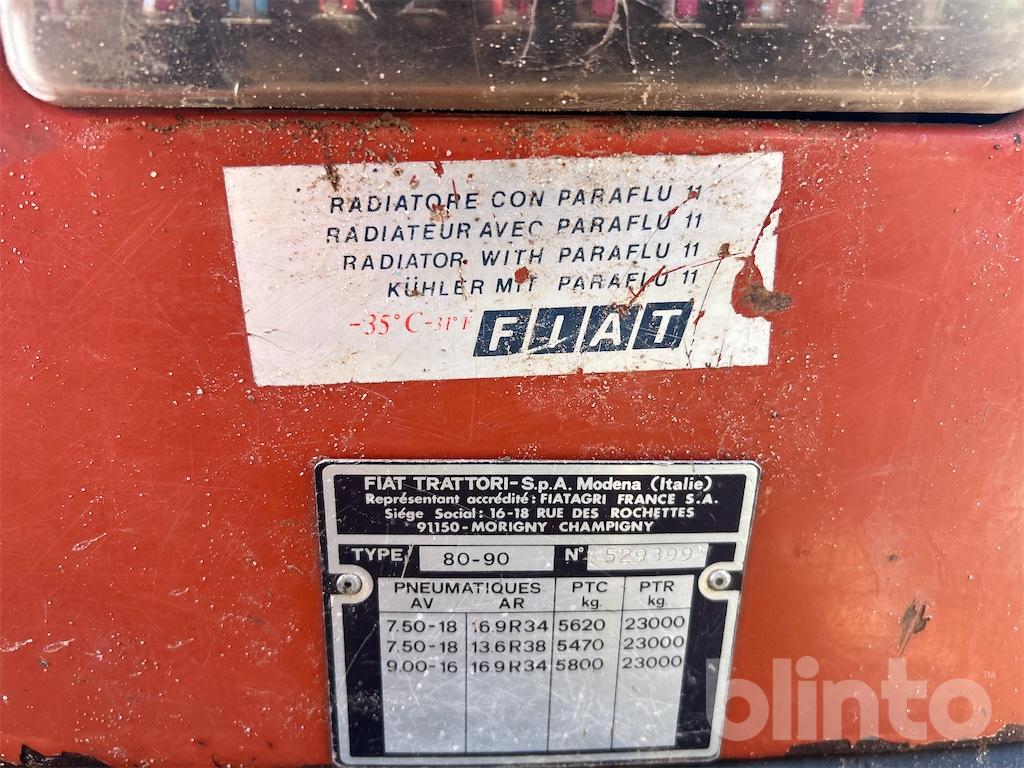 RADIATORE CON PARAFLU 11
RADIATEUR AVEC PARAFLU 11
RADIATOR WITH PARAFLU 11
KÜHLER MIT PARAFLU 11
-35°C -31°F
FIAT
FIAT TRATTORI-S.p.A. Modena (Italie)
Représentant accrédité: FIATAGRI FRANCE S.A.
Siége Social: 16-18 RUE DES ROCHETTES
91150-MORIGNY CHAMPIGNY
TYPE 80-90 N° 529399
PNEUMATIQUES PTC PTR
AV AR kg. kg.
7.50-18 16.9R34 5620 23000
7.50-18 13.6R38 5470 23000
9.00-16 16.9R34 5800 23000
blinto™